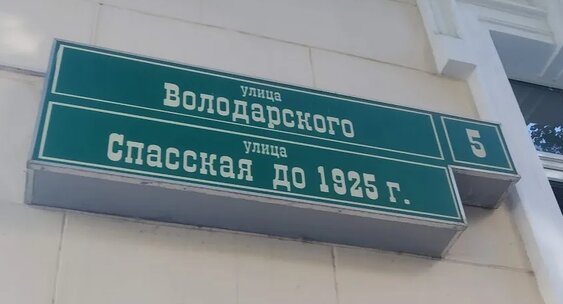 улица
Володарского
5
улица
Спасская до 1925 г.